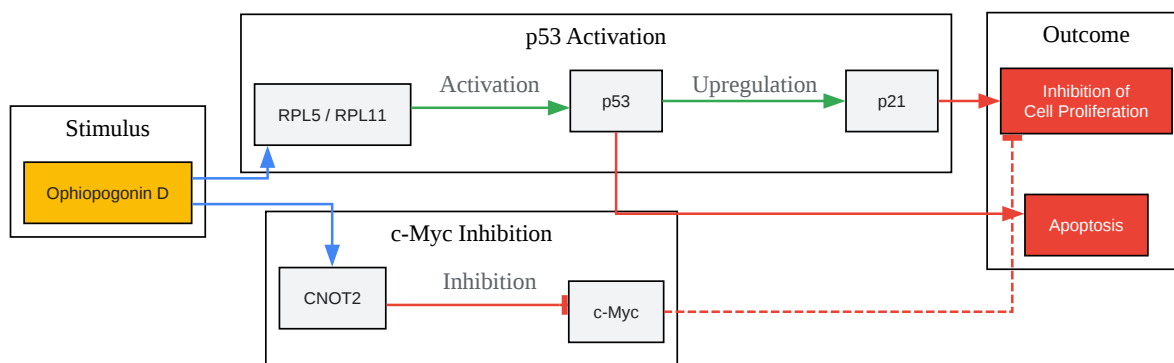 p53 Activation
Outcome
Activation
Upregulation
RPL5 / RPL11
p53
p21
Inhibition of
Cell Proliferation
Stimulus
Ophiopogonin D
Apoptosis
c-Myc Inhibition
Inhibition
CNOT2
c-Myc